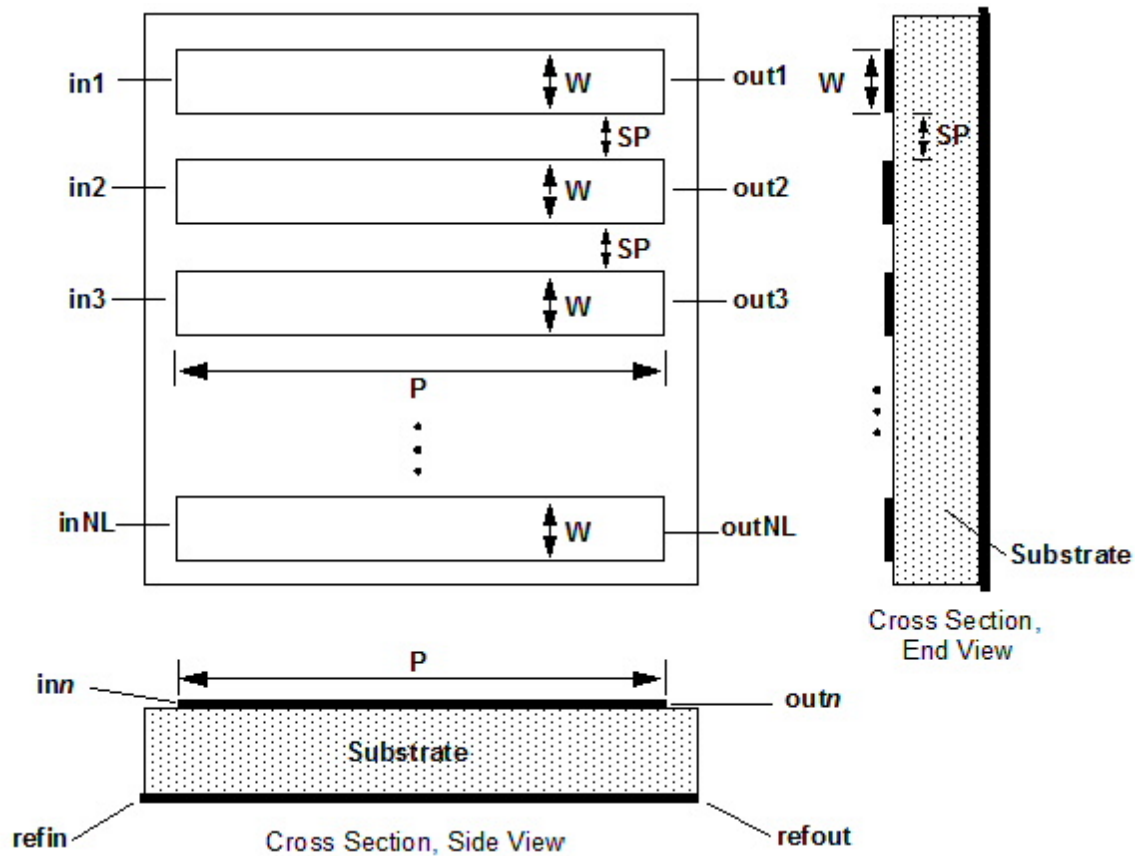 in1 W out1
SP
in2 W out2
SP
in3 W out3
P
inNL W outNL
W
SP
Substrate
Cross Section,
End View
P
inn outn
Substrate
refin refout
Cross Section, Side View